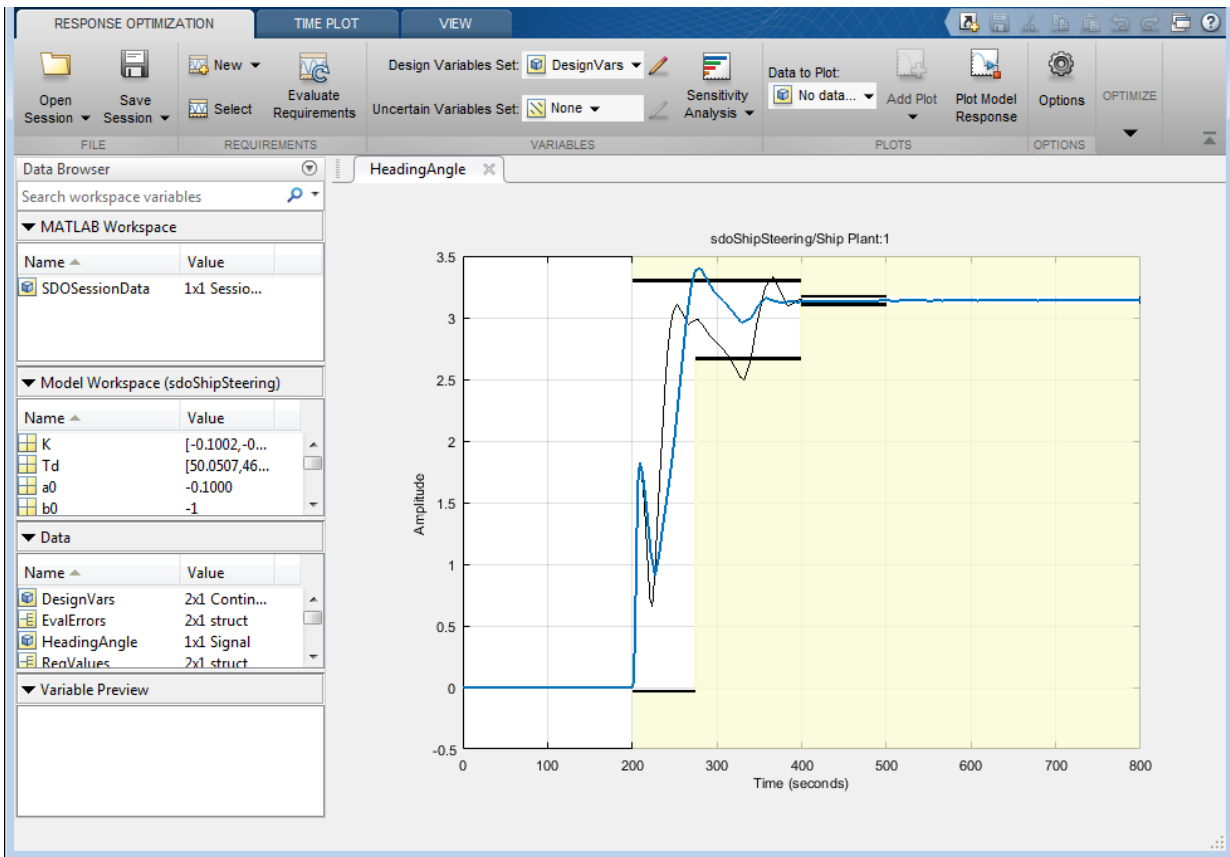 RESPONSE OPTIMIZATION TIME PLOT VIEW
New Design Variables Set: DesignVars Data to Plot:
Open Session Save Session Select Evaluate Requirements Uncertain Variables Set: None Sensitivity Analysis No data... Add Plot Plot Model Response Options OPTIMIZE
FILE REQUIREMENTS VARIABLES PLOTS OPTIONS
Data Browser
Search workspace variables
MATLAB Workspace
Name Value
SDOSessionData 1x1 Sessio...
Model Workspace (sdoShipSteering)
Name Value
K [-0.1002,-0...
Td [50.0507,46...
a0 -0.1000
b0 -1
Data
Name Value
DesignVars 2x1 Contin...
EvalErrors 2x1 struct
HeadingAngle 1x1 Signal
ReqValues 2x1 struct
Variable Preview
HeadingAngle
sdoShipSteering/Ship Plant:1
3.5
3
2.5
2
1.5
1
0.5
0
-0.5
Amplitude
0 100 200 300 400 500 600 700 800
Time (seconds)